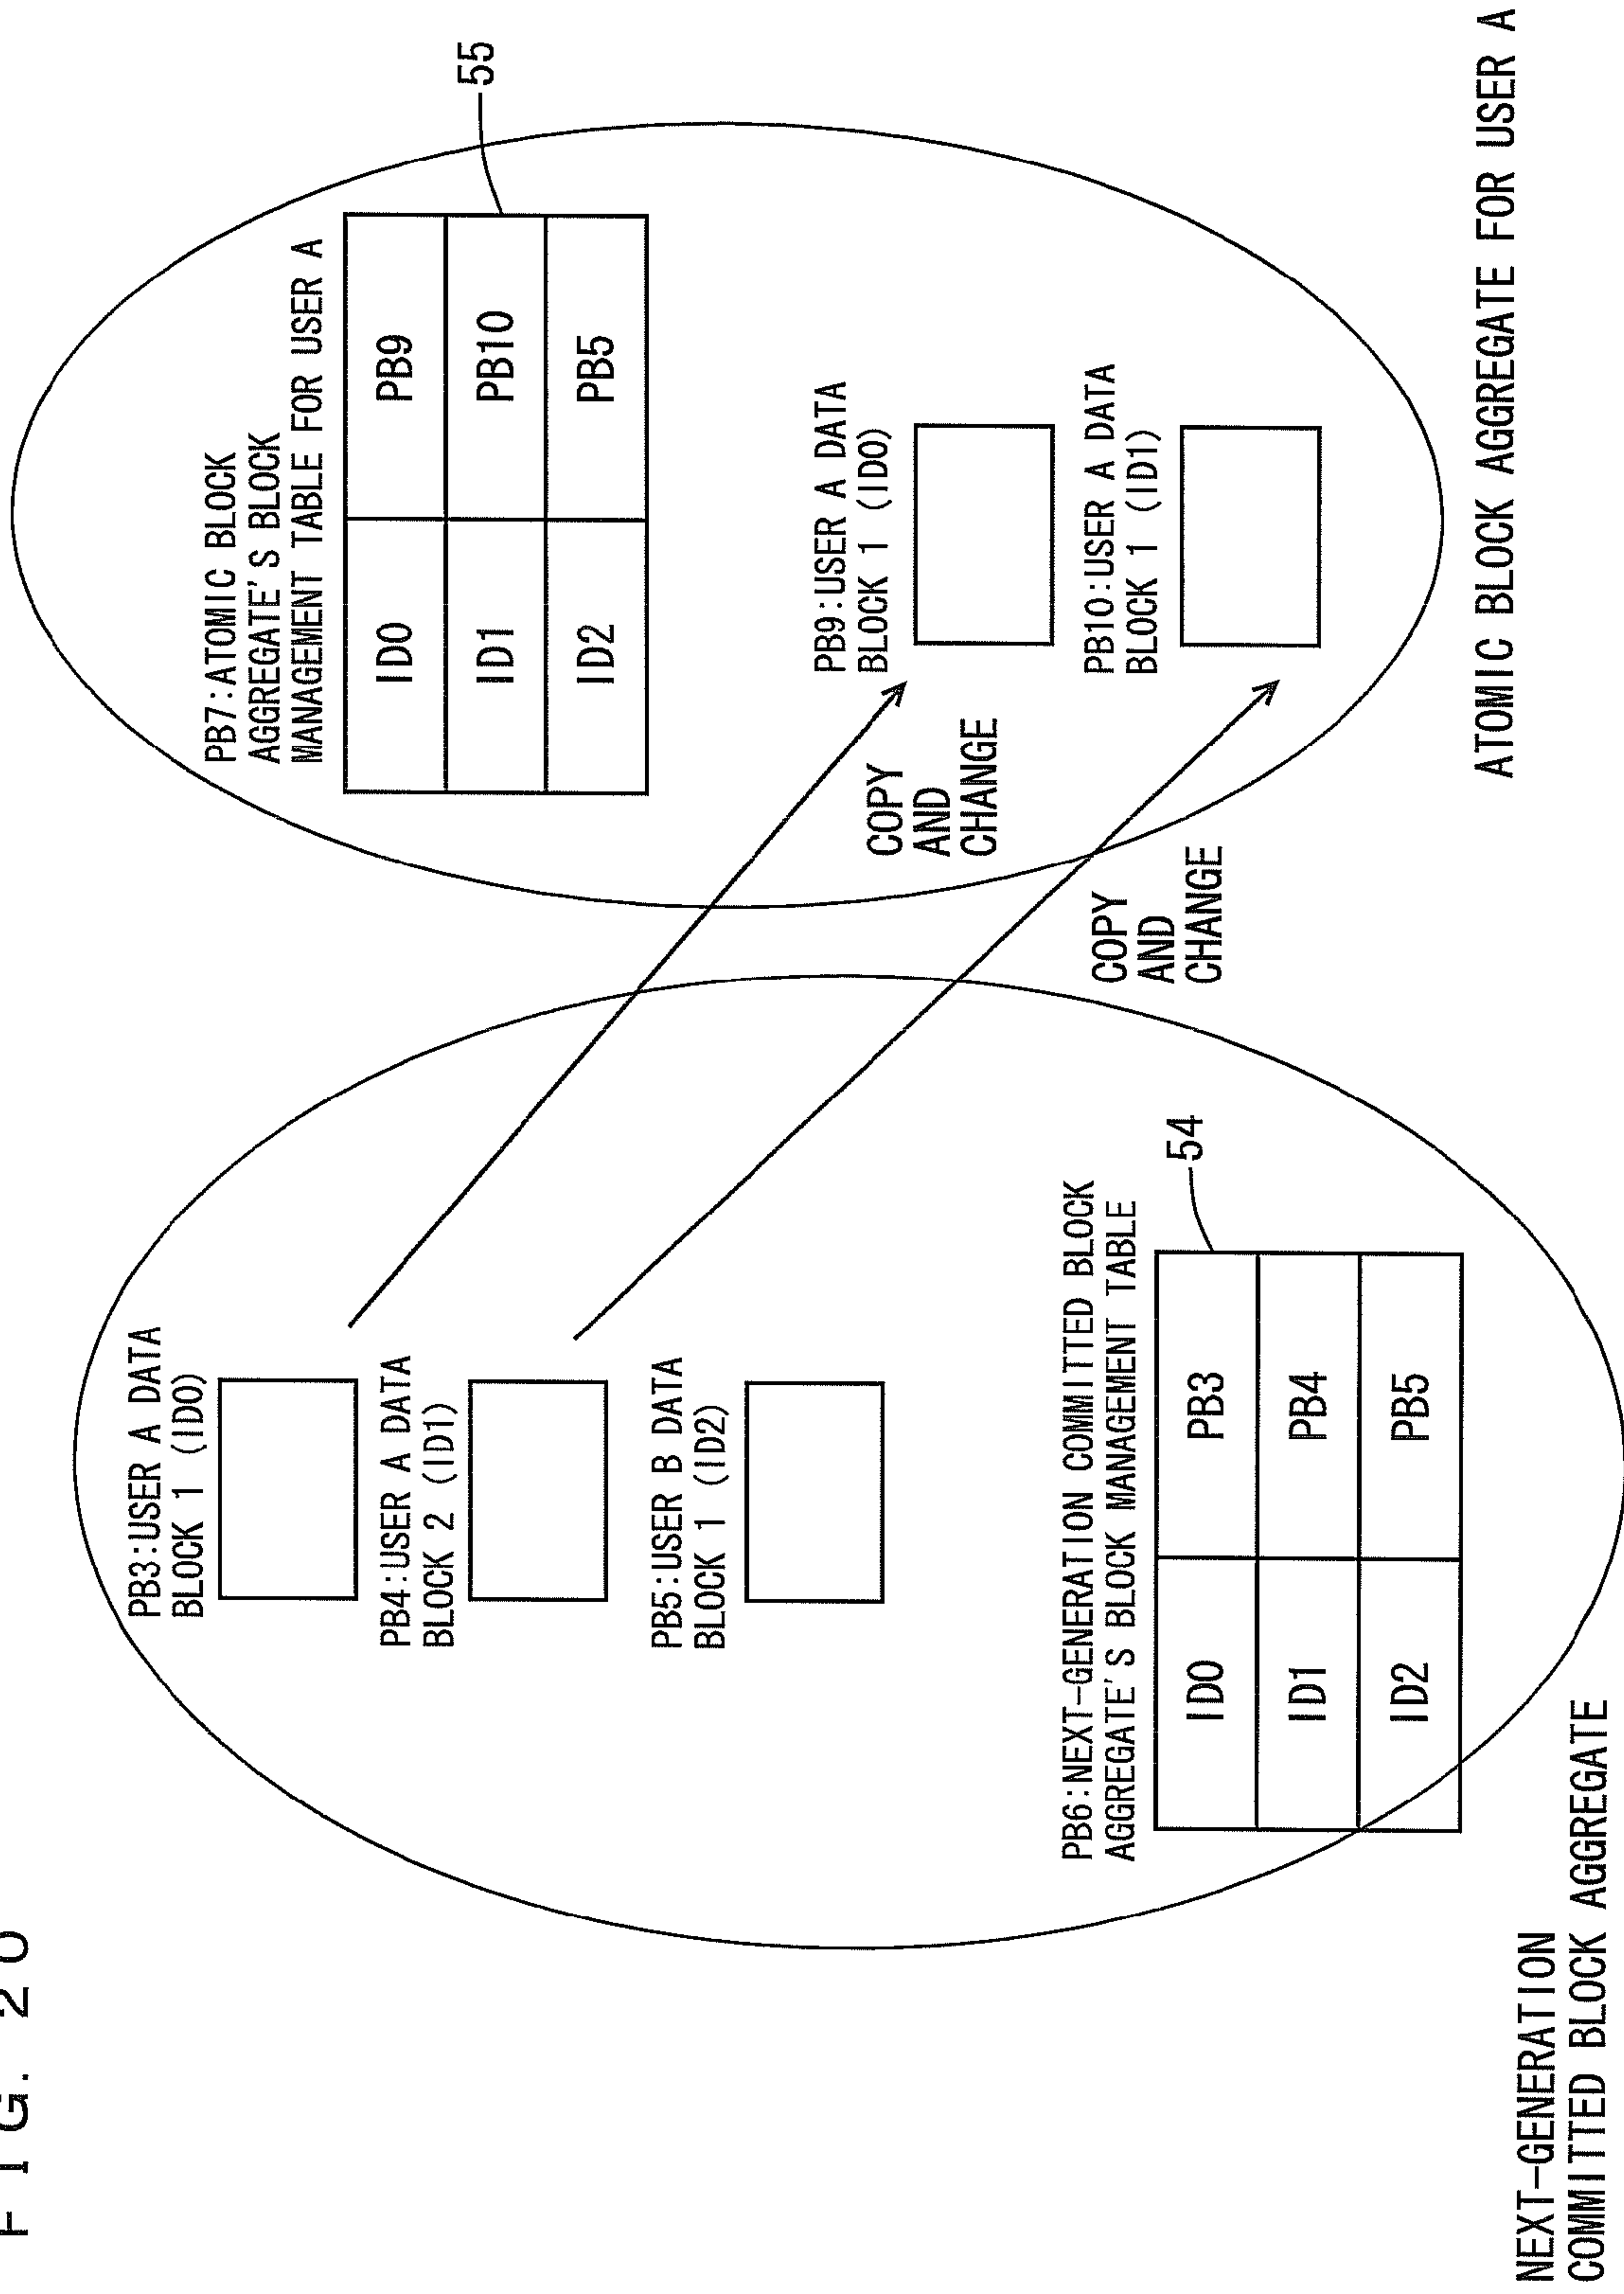 FIG. 20
PB3:USER A DATA
BLOCK 1 (ID0)
PB4:USER A DATA
BLOCK 2 (ID1)
PB5:USER B DATA
BLOCK 1 (ID2)
PB6:NEXT-GENERATION COMMITTED BLOCK
AGGREGATE'S BLOCK MANAGEMENT TABLE
54
ID0 PB3
ID1 PB4
ID2 PB5
NEXT-GENERATION
COMMITTED BLOCK AGGREGATE
PB7:ATOMIC BLOCK
AGGREGATE'S BLOCK
MANAGEMENT TABLE FOR USER A
55
ID0 PB9
ID1 PB10
ID2 PB5
COPY
AND
CHANGE
PB9:USER A DATA
BLOCK 1 (ID0)
COPY
AND
CHANGE
PB10:USER A DATA
BLOCK 1 (ID1)
ATOMIC BLOCK AGGREGATE FOR USER A